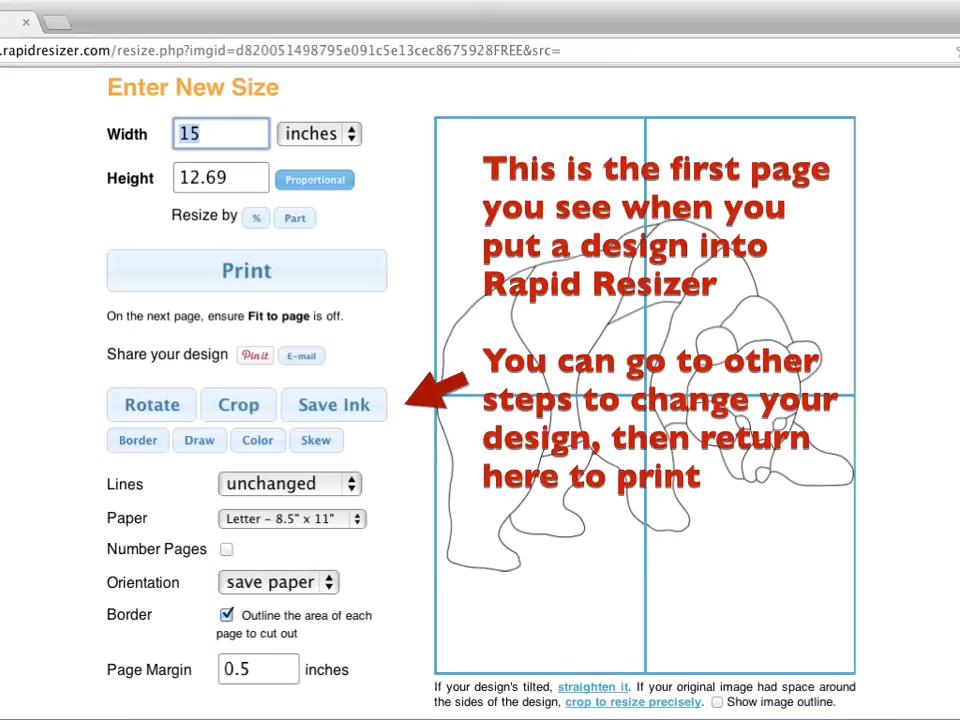 .rapidresizer.com/resize.php?imgid=d820051498795e091c5e13cec8675928FREE&src=
Enter New Size
Width 15 inches
Height 12.69 Proportional
Resize by % Part
Print
On the next page, ensure Fit to page is off.
Share your design Pin it E-mail
Rotate Crop Save Ink
Border Draw Color Skew
Lines unchanged
Paper Letter - 8.5" x 11"
Number Pages
Orientation save paper
Border Outline the area of each
page to cut out
Page Margin 0.5 inches
This is the first page
you see when you
put a design into
Rapid Resizer
You can go to other
steps to change your
design, then return
here to print
If your design's tilted, straighten it. If your original image had space around
the sides of the design, crop to resize precisely. Show image outline.